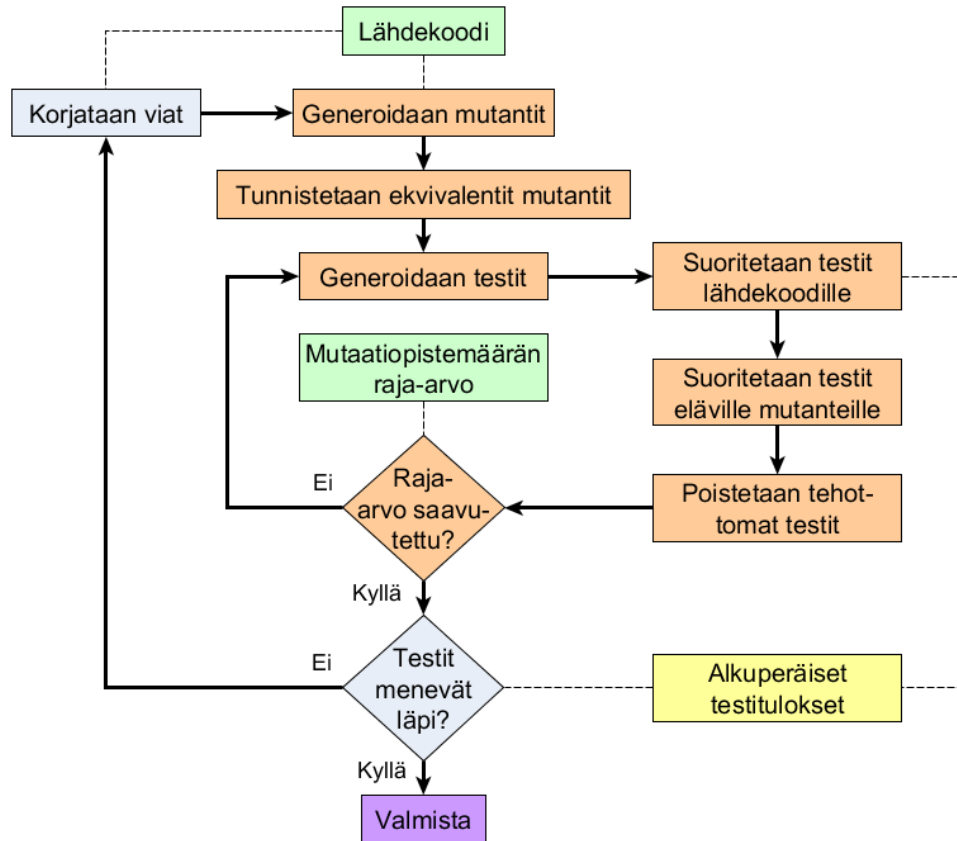 Lähdekoodi
Korjataan viat
Generoidaan mutantit
Tunnistetaan ekvivalentit mutantit
Generoidaan testit
Suoritetaan testit
lähdekoodille
Mutaatiopistemäärän
raja-arvo
Suoritetaan testit
eläville mutanteille
Ei
Raja-
arvo saavu-
tettu?
Poistetaan tehot-
tomat testit
Kyllä
Ei
Testit
menevät
läpi?
Alkuperäiset
testitulokset
Kyllä
Valmista